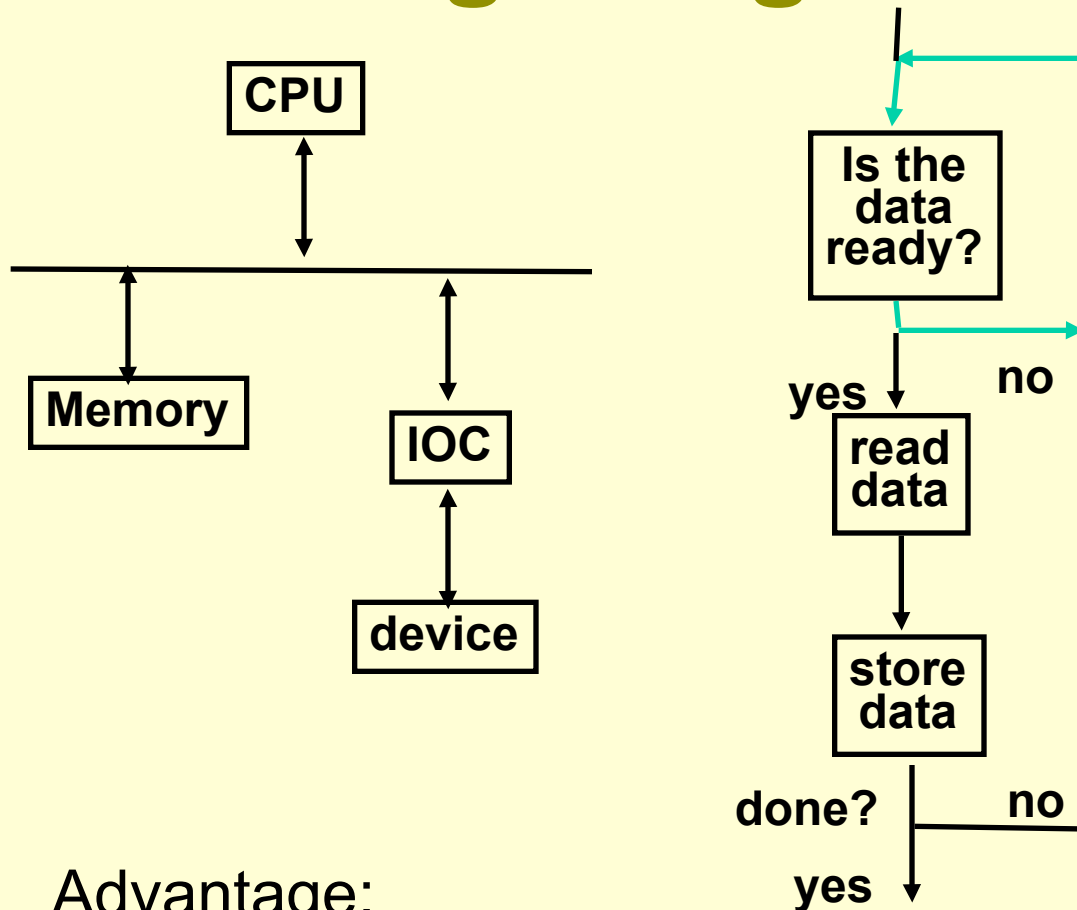 CPU
Memory
IOC
device
Is the
data
ready?
yes
no
read
data
store
data
done?
no
yes
Advantage: